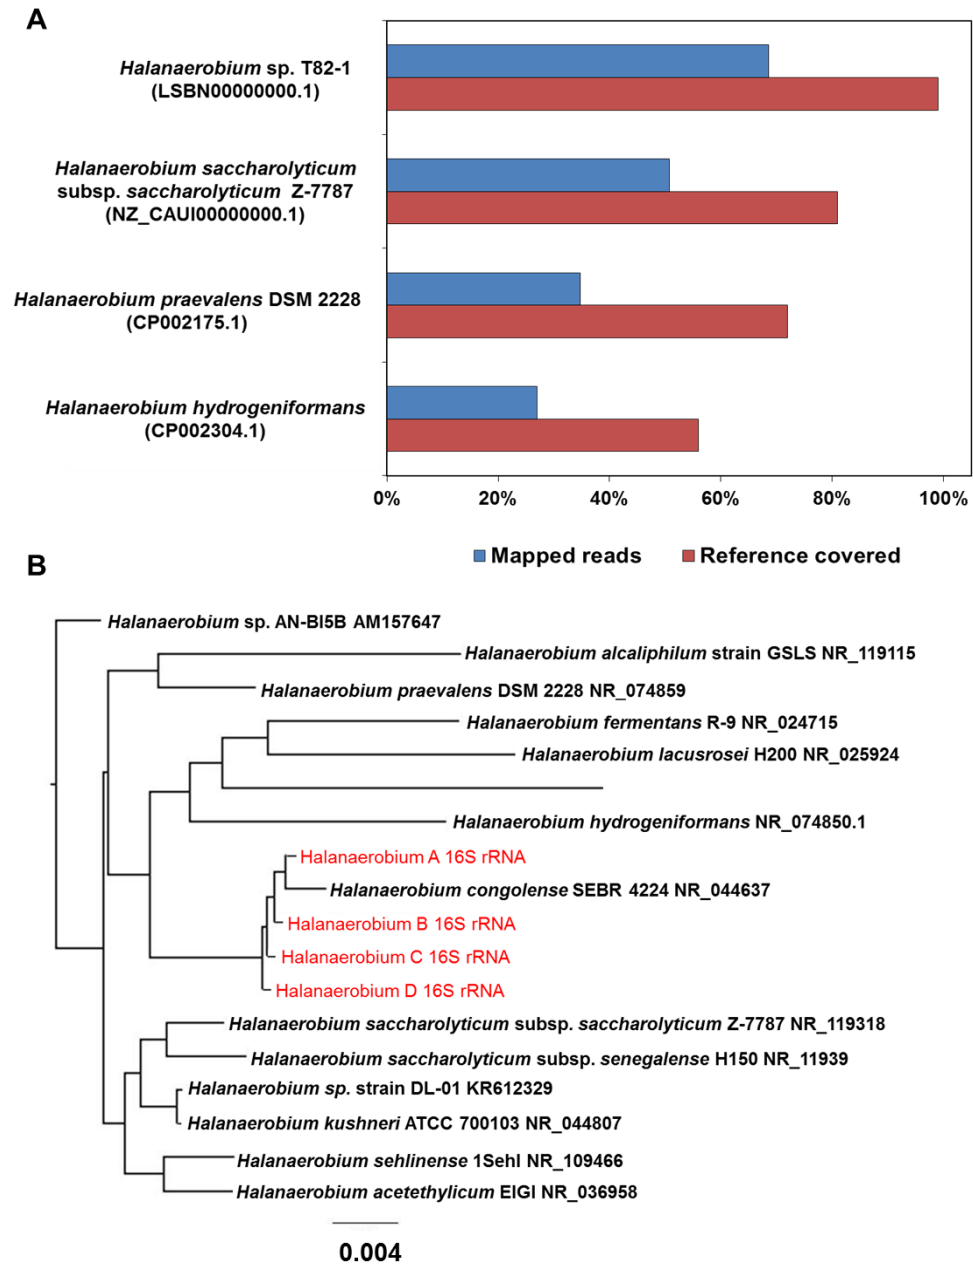 A
Halanaerobium sp. T82-1
(LSBN00000000.1)
Halanaerobium saccharolyticum
subsp. saccharolyticum Z-7787
(NZ_CAUI00000000.1)
Halanaerobium praevalens DSM 2228
(CP002175.1)
Halanaerobium hydrogeniformans
(CP002304.1)
0% 20% 40% 60% 80% 100%
Mapped reads Reference covered
B
Halanaerobium sp. AN-BI5B AM157647
Halanaerobium alcaliphilum strain GSLS NR_119115
Halanaerobium praevalens DSM 2228 NR_074859
Halanaerobium fermentans R-9 NR_024715
Halanaerobium lacusrosei H200 NR_025924
Halanaerobium hydrogeniformans NR_074850.1
Halanaerobium A 16S rRNA
Halanaerobium congolense SEBR 4224 NR_044637
Halanaerobium B 16S rRNA
Halanaerobium C 16S rRNA
Halanaerobium D 16S rRNA
Halanaerobium saccharolyticum subsp. saccharolyticum Z-7787 NR_119318
Halanaerobium saccharolyticum subsp. senegalense H150 NR_11939
Halanaerobium sp. strain DL-01 KR612329
Halanaerobium kushneri ATCC 700103 NR_044807
Halanaerobium sehlinense 1SehI NR_109466
Halanaerobium acetethylicum EIGI NR_036958
0.004